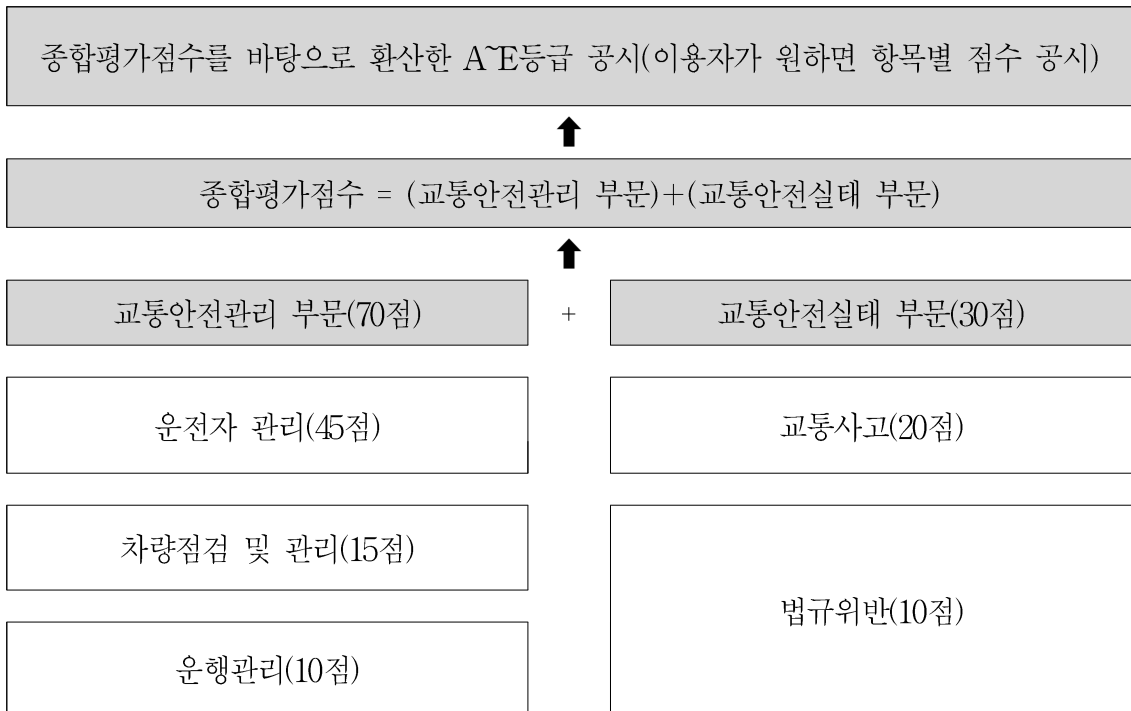 종합평가점수를 바탕으로 환산한 A~E등급 공시(이용자가 원하면 항목별 점수 공시)
종합평가점수 = (교통안전관리 부문)+(교통안전실태 부문)
교통안전관리 부문(70점)
+
교통안전실태 부문(30점)
운전자 관리(45점)
교통사고(20점)
차량점검 및 관리(15점)
법규위반(10점)
운행관리(10점)